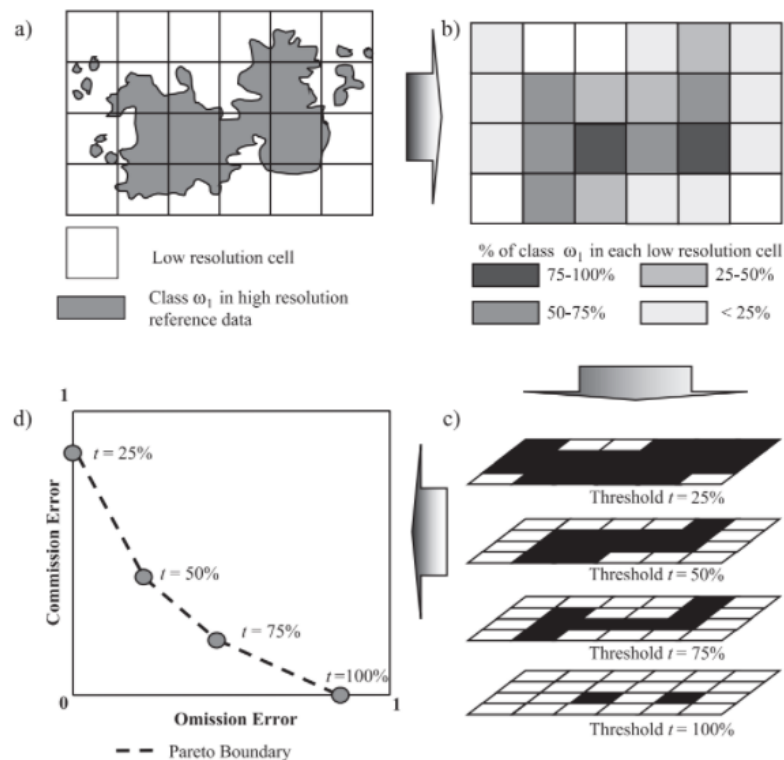 a)
Low resolution cell
Class ω₁ in high resolution
reference data
b)
% of class ω₁ in each low resolution cell
75-100%
25-50%
50-75%
< 25%
c)
Threshold t = 25%
Threshold t = 50%
Threshold t = 75%
Threshold t = 100%
d)
1
Commission Error
t = 25%
t = 50%
t = 75%
t =100%
0
Omission Error
1
Pareto Boundary